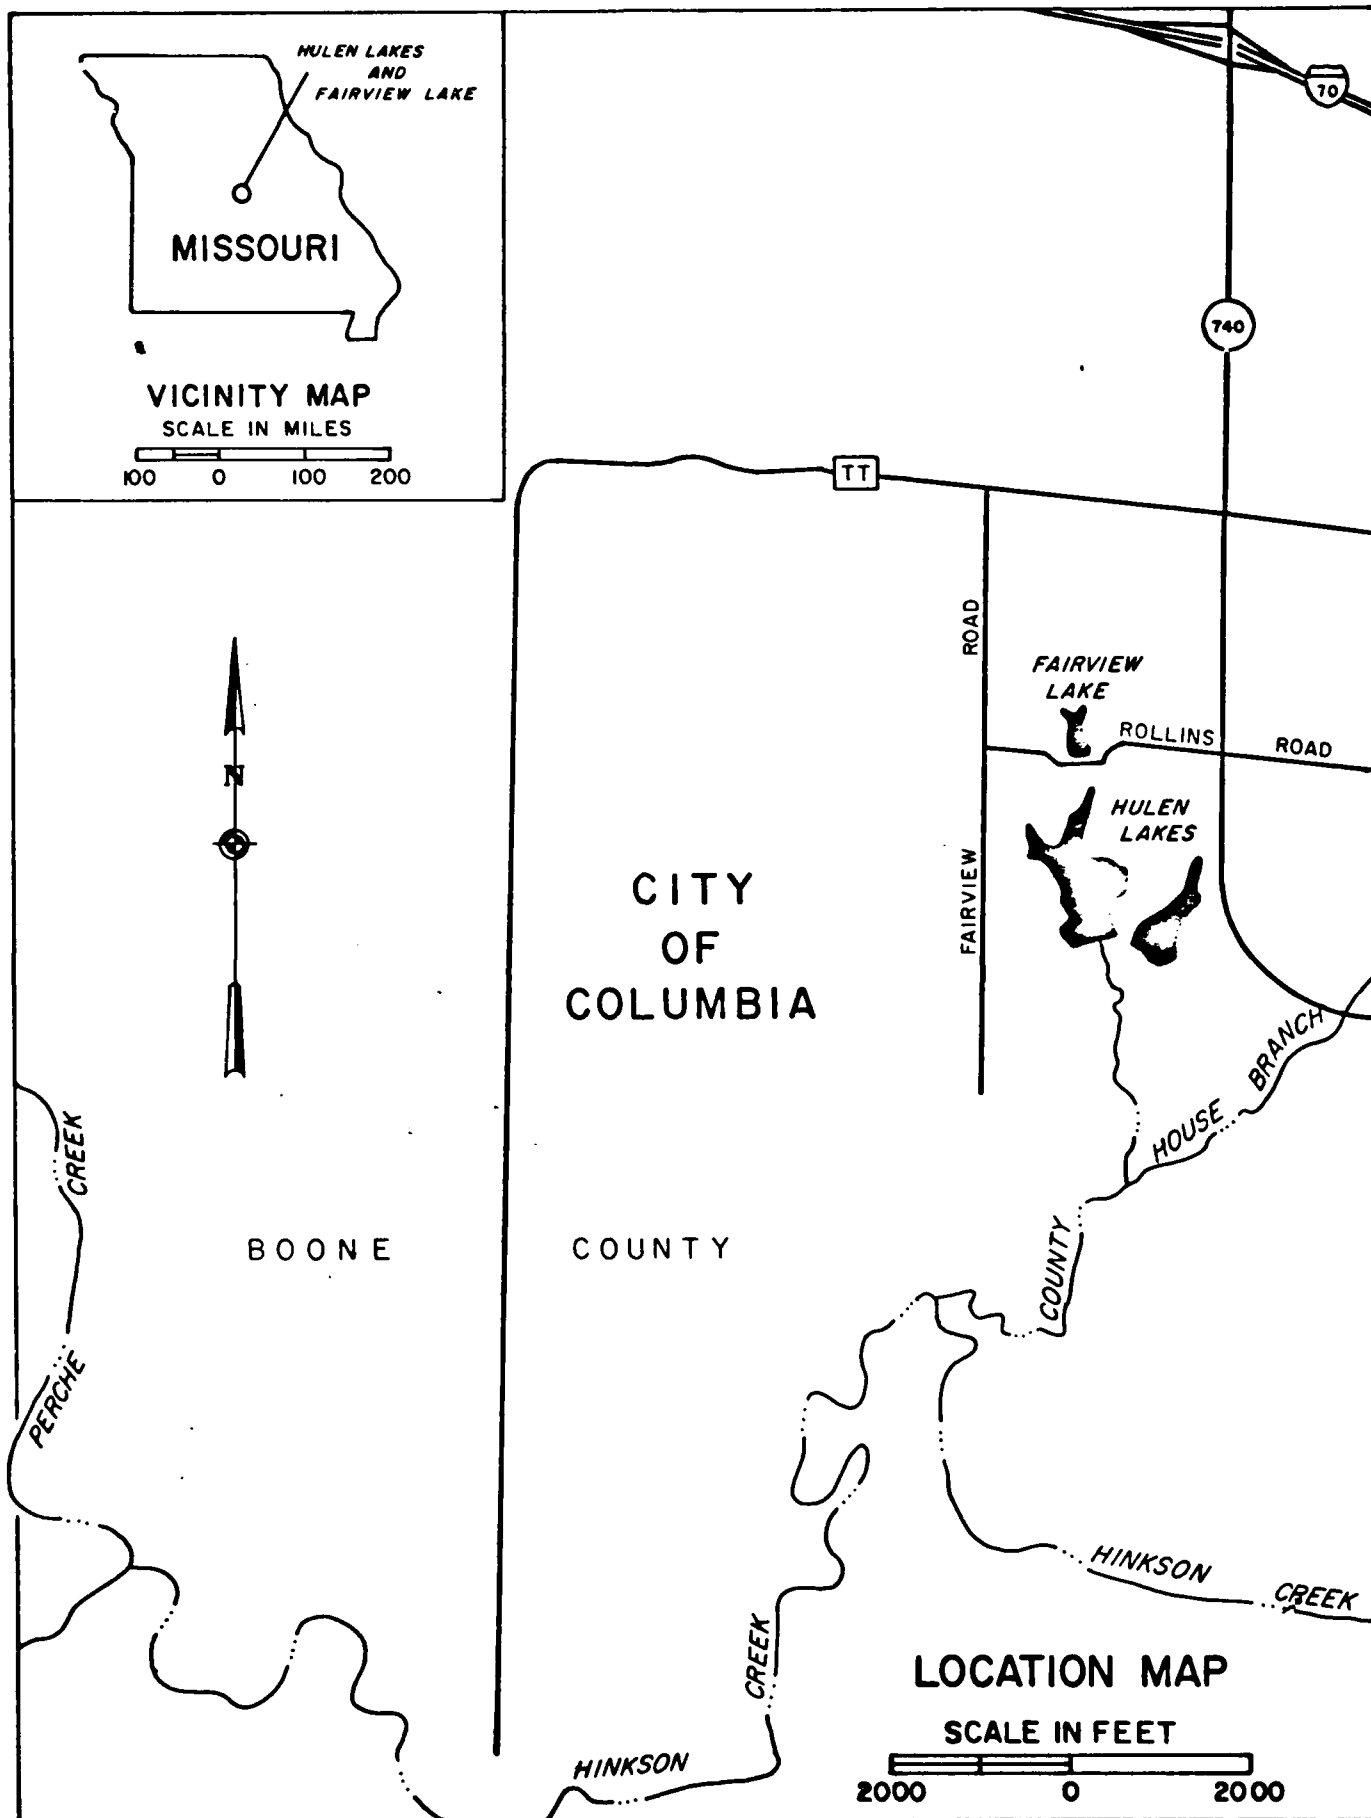 HULEN LAKES
AND
FAIRVIEW LAKE
MISSOURI
VICINITY MAP
SCALE IN MILES
100 0 100 200
70
740
TT
ROAD
FAIRVIEW
LAKE
ROLLINS ROAD
HULEN
LAKES
FAIRVIEW
N
CITY
OF
COLUMBIA
BRANCH
HOUSE
COUNTY
CREEK
PERCHE
BOONE COUNTY
HINKSON CREEK
CREEK
HINKSON
LOCATION MAP
SCALE IN FEET
2000 0 2000